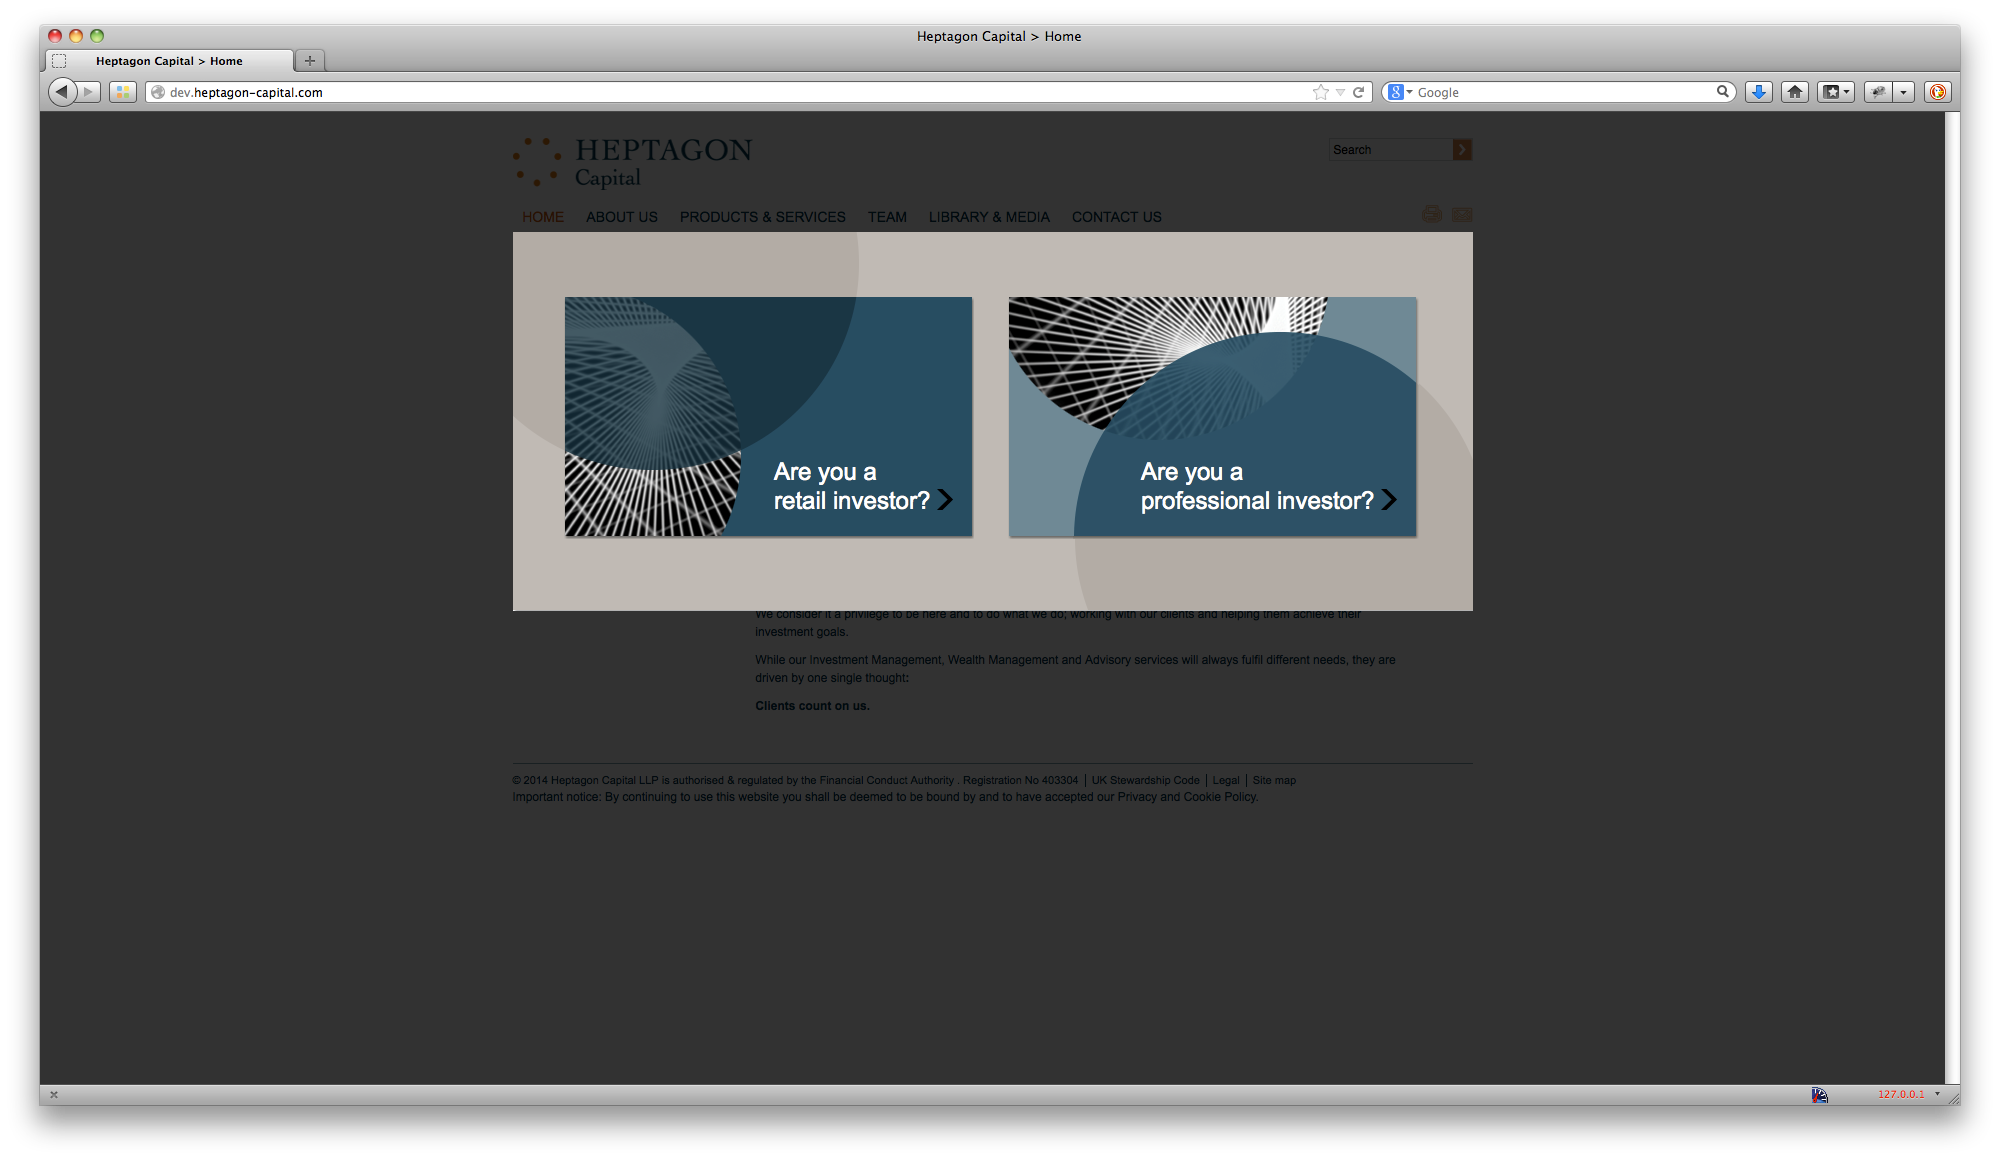 Heptagon Capital > Home
Heptagon Capital > Home
dev.heptagon-capital.com
Google
HEPTAGON
Capital
Search
HOME ABOUT US PRODUCTS & SERVICES TEAM LIBRARY & MEDIA CONTACT US
Are you a
retail investor?
Are you a
professional investor?
We consider it a privilege to be here and to do what we do; working with our clients and helping them achieve their
investment goals.
While our Investment Management, Wealth Management and Advisory services will always fulfil different needs, they are
driven by one single thought:
Clients count on us.
© 2014 Heptagon Capital LLP is authorised & regulated by the Financial Conduct Authority . Registration No 403304 | UK Stewardship Code | Legal | Site map
Important notice: By continuing to use this website you shall be deemed to be bound by and to have accepted our Privacy and Cookie Policy.
127.0.0.1